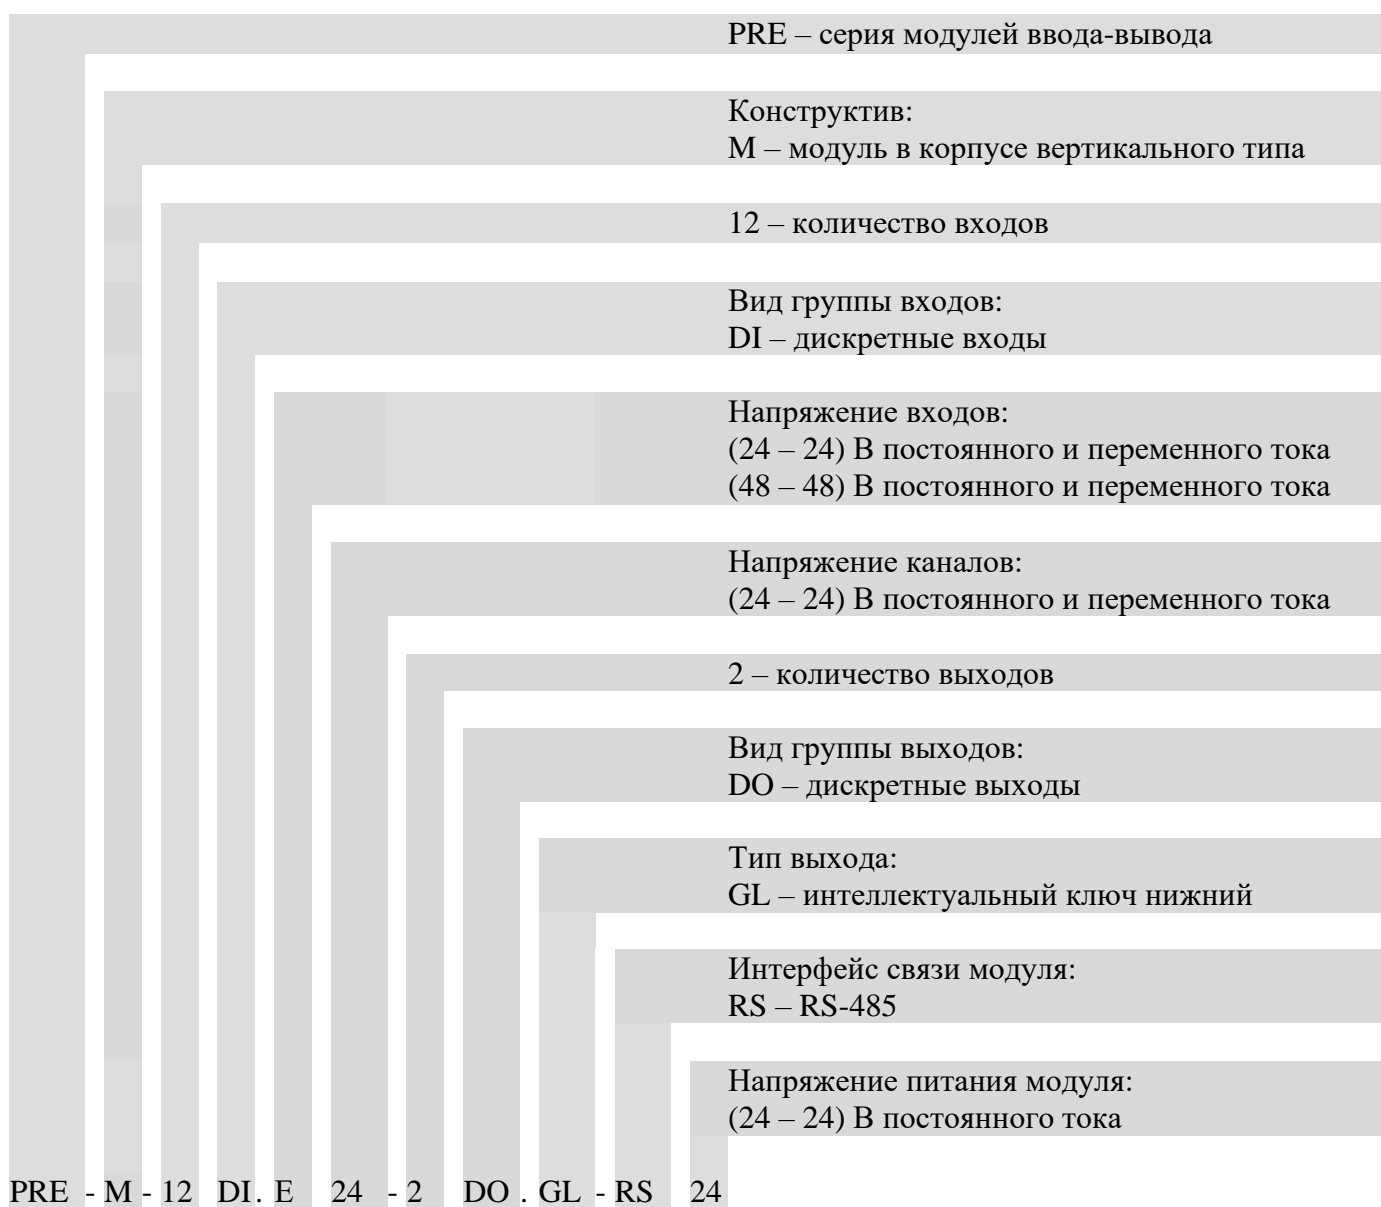 PRE – серия модулей ввода-вывода
Конструктив:
М – модуль в корпусе вертикального типа
12 – количество входов
Вид группы входов:
DI – дискретные входы
Напряжение входов:
(24 – 24) В постоянного и переменного тока
(48 – 48) В постоянного и переменного тока
Напряжение каналов:
(24 – 24) В постоянного и переменного тока
2 – количество выходов
Вид группы выходов:
DO – дискретные выходы
Тип выхода:
GL – интеллектуальный ключ нижний
Интерфейс связи модуля:
RS – RS-485
Напряжение питания модуля:
(24 – 24) В постоянного тока
PRE - М - 12 DI . E 24 - 2 DO . GL - RS 24